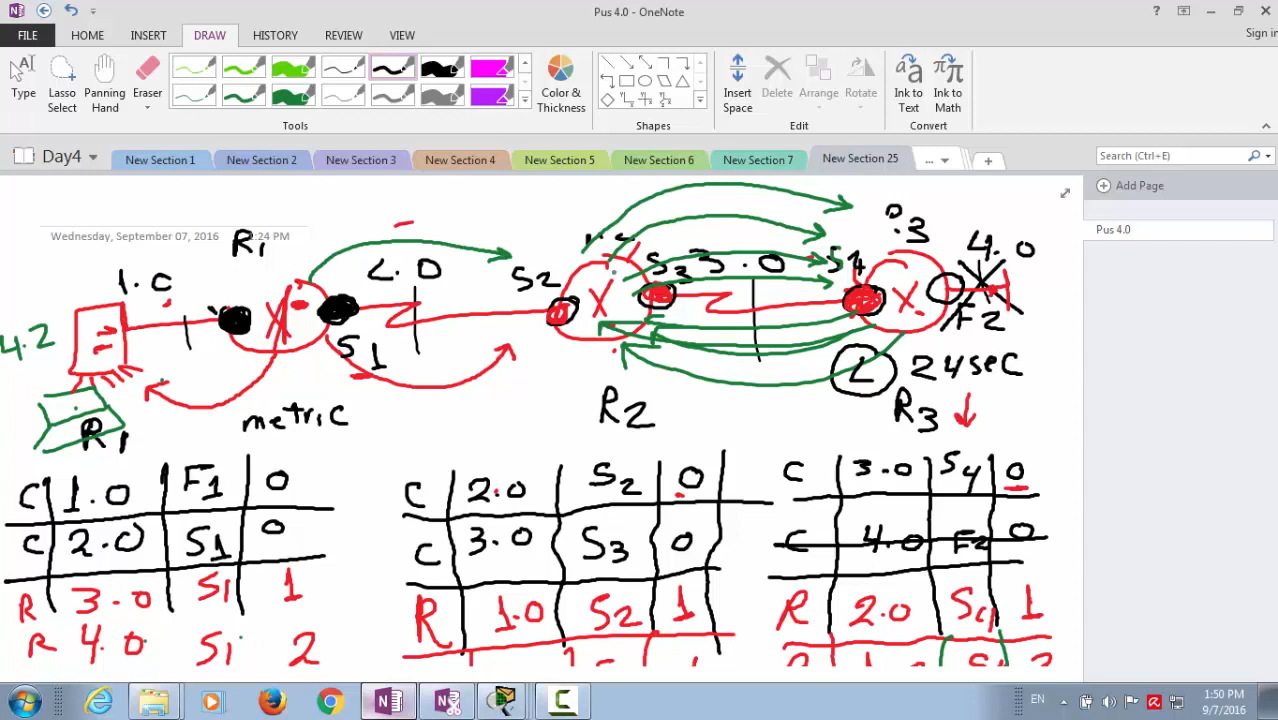 Pus 4.0 - OneNote
? 
FILE HOME INSERT DRAW HISTORY REVIEW VIEW
Sign in
Type Lasso Select Panning Hand Eraser Color & Thickness Insert Space Delete Arrange Rotate Ink to Text Ink to Math
Tools Shapes Edit Convert
Day4 New Section 1 New Section 2 New Section 3 New Section 4 New Section 5 New Section 6 New Section 7 New Section 25 ... +
Search (Ctrl+E)
Add Page
Pus 4.0
Wednesday, September 07, 2016 1:24 PM
R1
.3
4.0
1.0
2.0
S2
S3
3.0
S4
F2
4.2
S1
L
24sec
metric
R1
R2
R3
C 1.0 F1 0
C 2.0 S1 0
R 3.0 S1 1
R 4.0 S1 2
C 2.0 S2 0
C 3.0 S3 0
R 1.0 S2 1
C 3.0 S4 0
C 4.0 F2 0
R 2.0 S4 1
EN
1:50 PM
9/7/2016